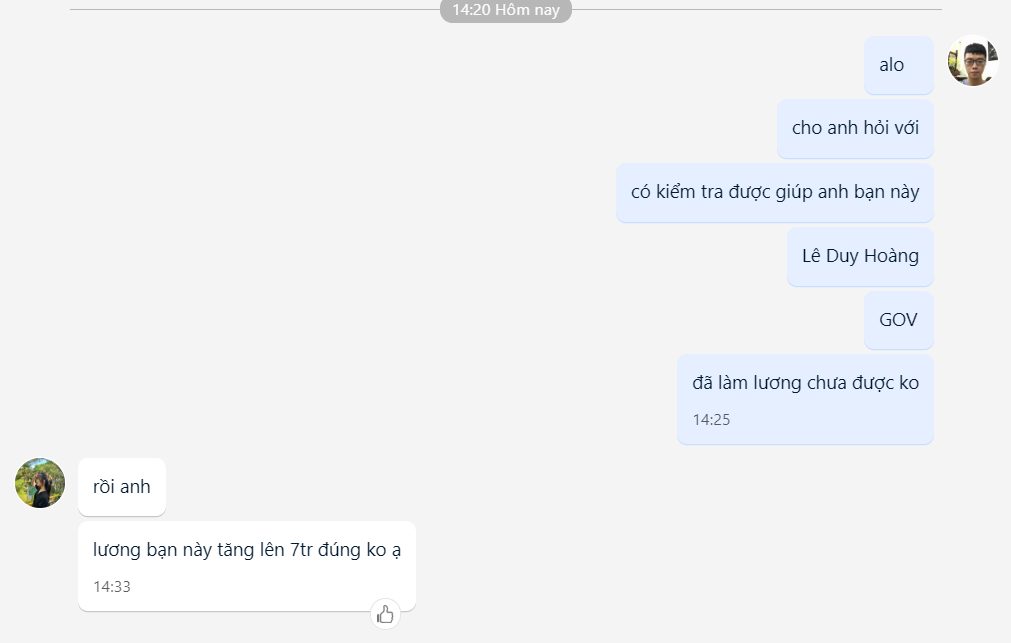 14:20 Hôm nay
alo
cho anh hỏi với
có kiểm tra được giúp anh bạn này
Lê Duy Hoàng
GOV
đã làm lương chưa được ko
14:25
rồi anh
lương bạn này tăng lên 7tr đúng ko ạ
14:33